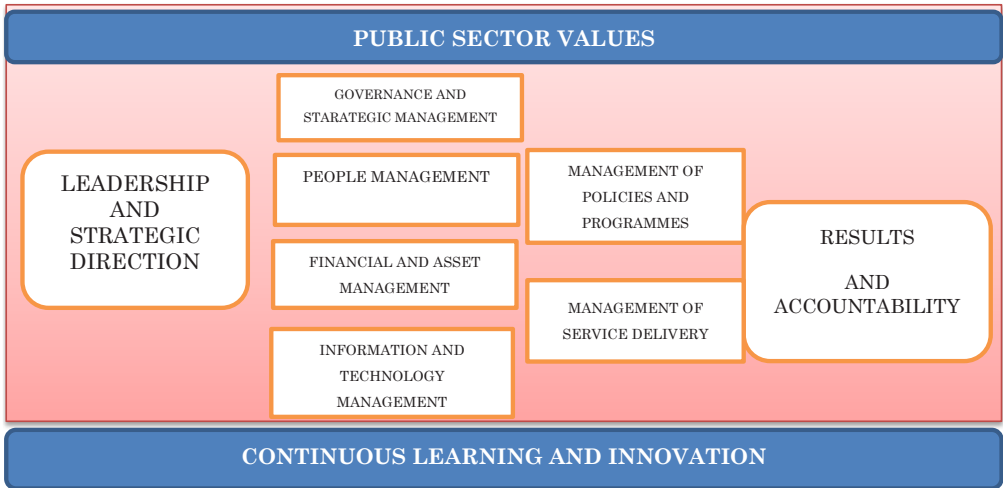 PUBLIC SECTOR VALUES
LEADERSHIP
AND
STRATEGIC
DIRECTION
GOVERNANCE AND
STARATEGIC MANAGEMENT
PEOPLE MANAGEMENT
FINANCIAL AND ASSET
MANAGEMENT
INFORMATION AND
TECHNOLOGY
MANAGEMENT
MANAGEMENT OF
POLICIES AND
PROGRAMMES
MANAGEMENT OF
SERVICE DELIVERY
RESULTS
AND
ACCOUNTABILITY
CONTINUOUS LEARNING AND INNOVATION